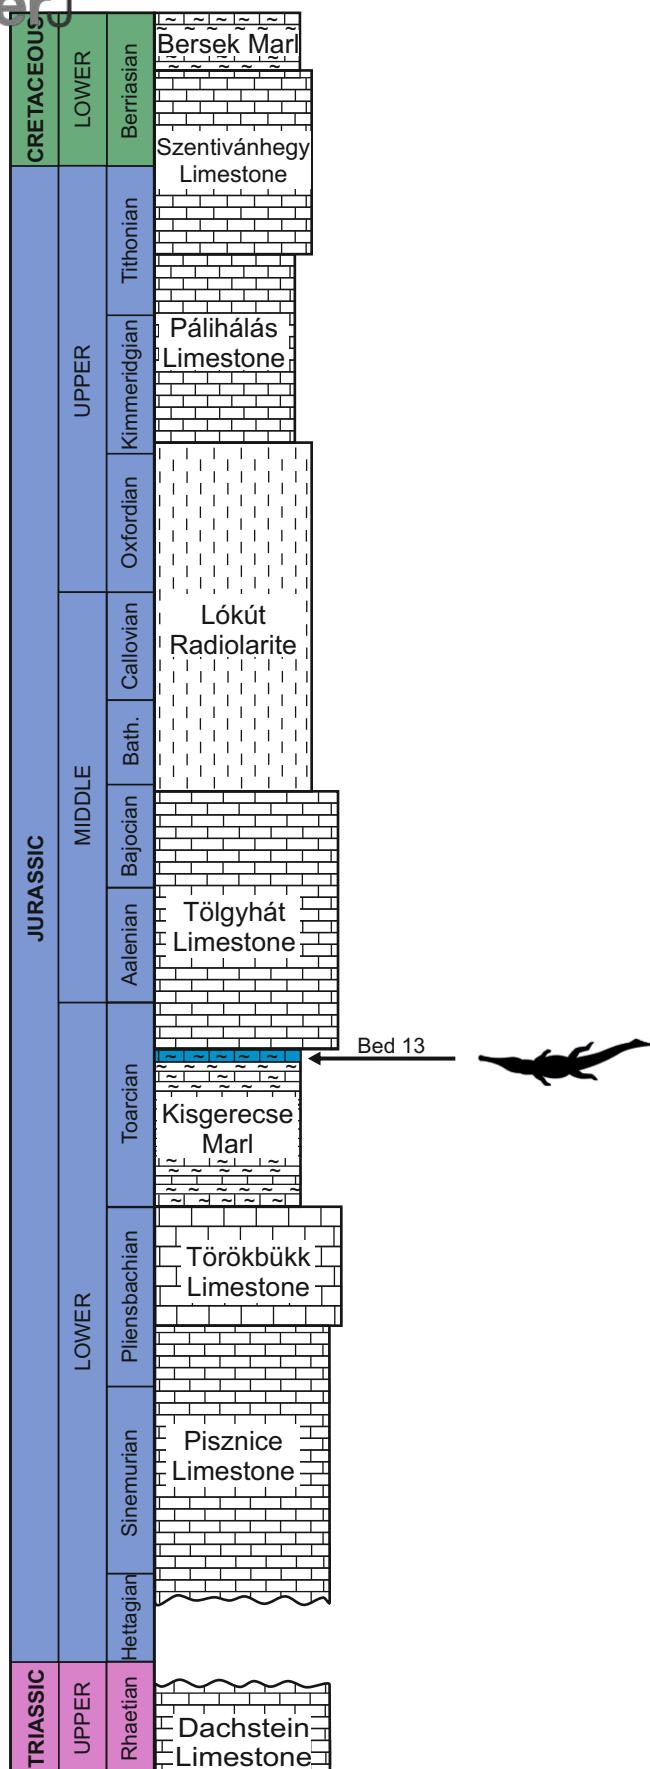 CRETACEOUS
LOWER
Berriasian
Bersek Marl
Szentivánhegy
Limestone
JURASSIC
UPPER
Tithonian
Pálihálás
Limestone
Kimmeridgian
Oxfordian
Lókút
Radiolarite
MIDDLE
Callovian
Bath.
Bajocian
Tölgyhát
Limestone
Aalenian
Bed 13
LOWER
Toarcian
Kisgerecse
Marl
Pliensbachian
Törökbükk
Limestone
Pisznice
Limestone
Sinemurian
Hettagian
TRIASSIC
UPPER
Rhaetian
Dachstein
Limestone